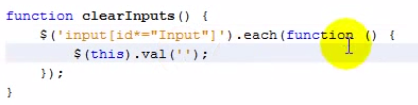 function clearInputs() {
    $('input[id*="Input"]').each(function () {
        $(this).val('');
    });
}